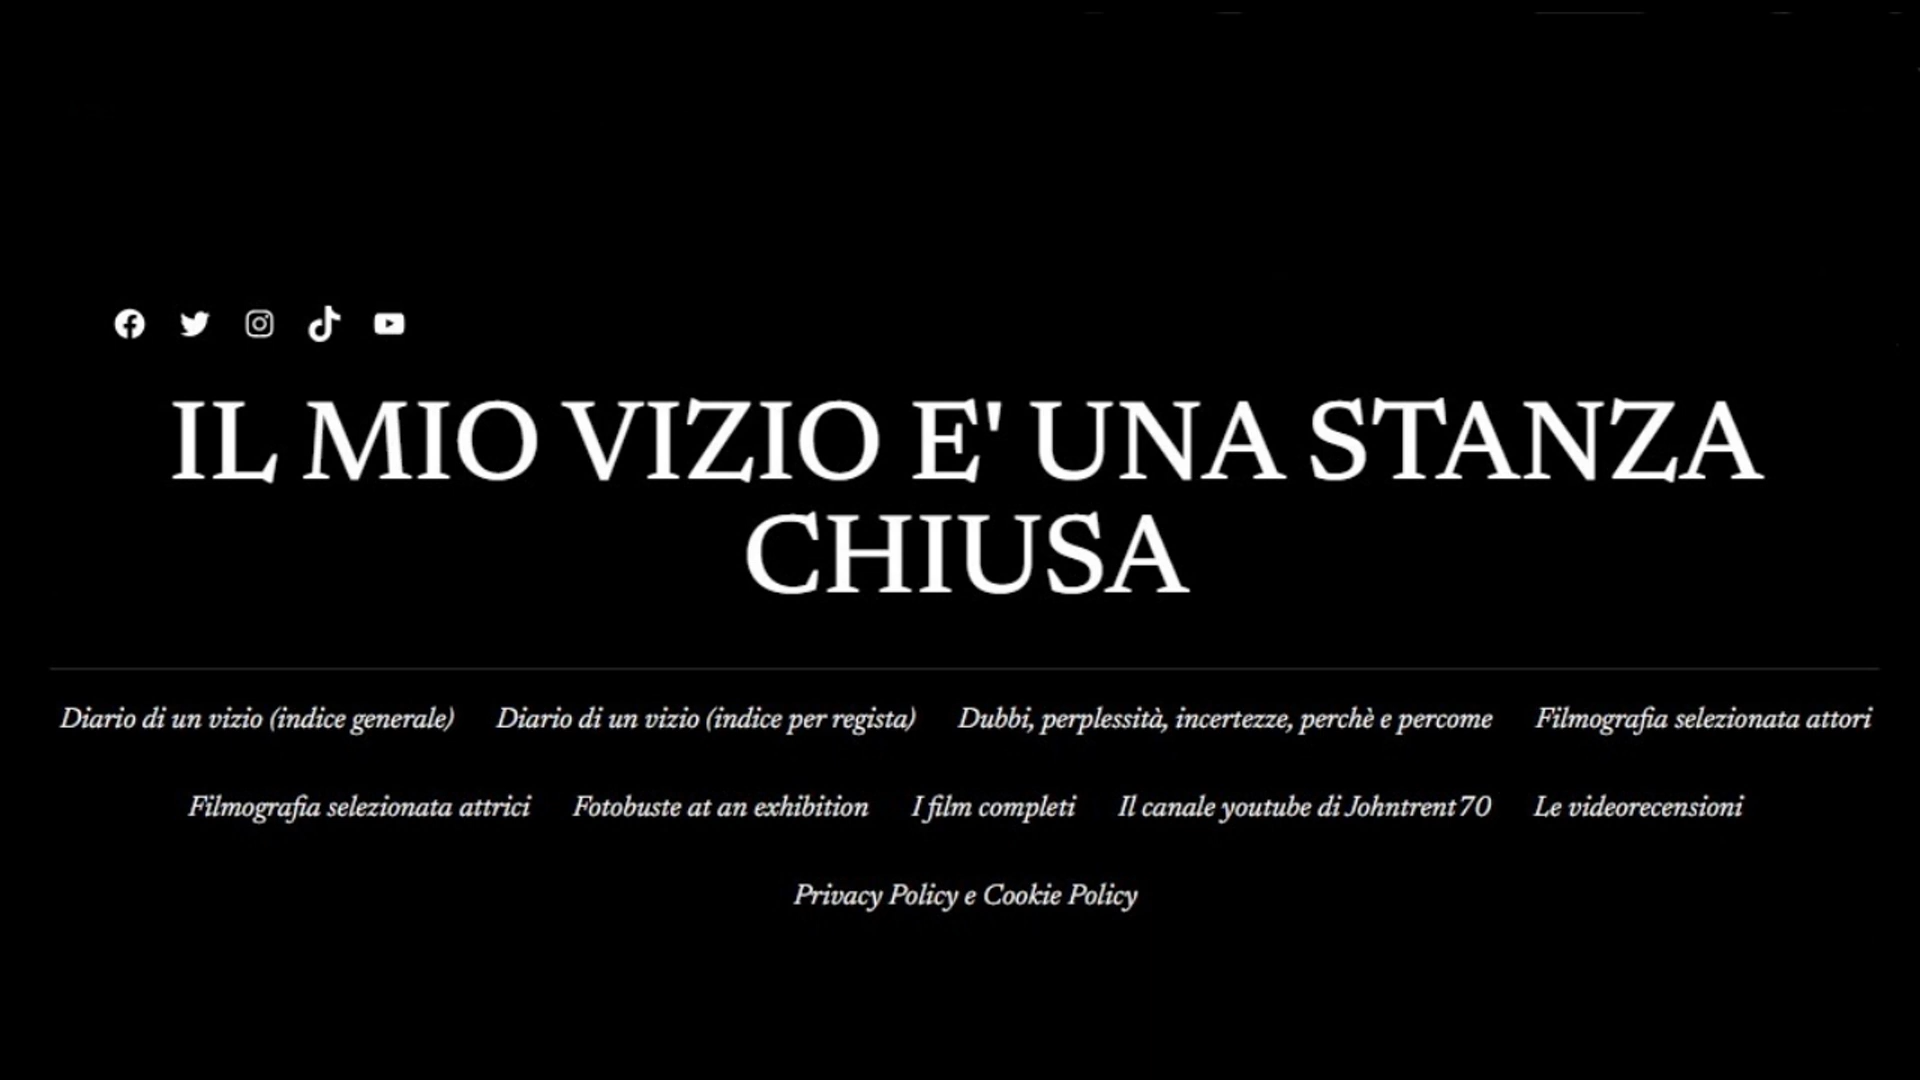 IL MIO VIZIO E' UNA STANZA
CHIUSA
Diario di un vizio (indice generale) Diario di un vizio (indice per regista) Dubbi, perplessità, incertezze, perchè e percome Filmografia selezionata attori
Filmografia selezionata attrici Fotobuste at an exhibition I film completi Il canale youtube di Johntrent70 Le videorecensioni
Privacy Policy e Cookie Policy